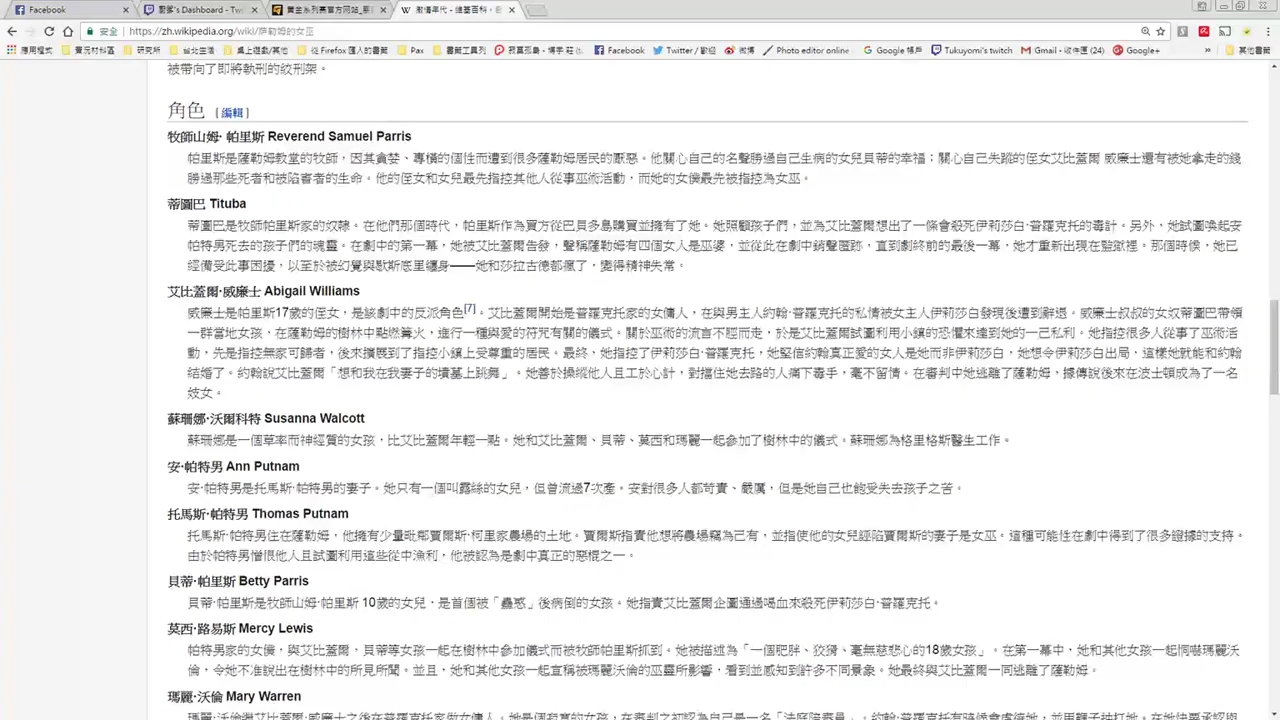 Facebook
's Dashboard - Twi
激情年代 - 維基百科，
安全 https://zh.wikipedia.org/wiki/薩勒姆的女巫
應用程式 研究所 台北生活 桌上遊戲/其他 從 Firefox 匯入的書籤 Pax 書籤工具列 Facebook Twitter / 微博 Photo editor online Google 帳戶 Tukuyomi's twitch Gmail - 收件匣 (24) Google+ » 其他書籤
被帶向了即將執刑的絞刑架。
角色 [編輯]
牧師山姆· 帕里斯 Reverend Samuel Parris
帕里斯是薩勒姆教堂的牧師，因其貪婪、專橫的個性而遭到很多薩勒姆居民的厭惡。他關心自己的名聲勝過自己生病的女兒貝蒂的幸福；關心自己失蹤的侄女艾比蓋爾 威廉士還有被她拿走的錢
勝過那些死者和被陷害者的生命。他的侄女和女兒最先指控其他人從事巫術活動，而她的女僕最先被指控為女巫。
蒂圖巴 Tituba
蒂圖巴是牧師帕里斯家的奴隸。在他們那個時代，帕里斯作為買方從巴貝多島購買並擁有了她。她照顧孩子們，並為艾比蓋爾想出了一條會殺死伊莉莎白·普羅克托的毒計。另外，她試圖喚起安
帕特男死去的孩子們的魂靈。在劇中的第一幕，她被艾比蓋爾告發，聲稱薩勒姆有四個女人是巫婆，並從此在劇中銷聲匿跡，直到劇終前的最後一幕，她才重新出現在監獄裡。那個時候，她已
經備受此事困擾，以至於被幻覺與歇斯底里纏身——她和莎拉古德都瘋了，變得精神失常。
艾比蓋爾·威廉士 Abigail Williams
威廉士是帕里斯17歲的侄女，是該劇中的反派角色[7]。艾比蓋爾開始是普羅克托家的女傭人，在與男主人約翰·普羅克托的私情被女主人伊莉莎白發現後遭到辭退。威廉士叔叔的女奴蒂圖巴帶領
一群當地女孩，在薩勒姆的樹林中點燃篝火，進行一種與愛的符死有關的儀式。關於巫術的流言不脛而走，於是艾比蓋爾試圖利用小鎮的恐懼來達到她的一己私利。她指控很多人從事了巫術活
動，先是指控無家可歸者，後來擴展到了指控小鎮上受尊重的居民。最終，她指控了伊莉莎白·普羅克托，她堅信約翰真正愛的女人是她而非伊莉莎白，她想令伊莉莎白出局，這樣她就能和約翰
結婚了。約翰說艾比蓋爾「想和我在我妻子的墳墓上跳舞」。她善於操縱他人且工於心計，對擋住她去路的人痛下毒手，毫不留情。在審判中她逃離了薩勒姆，據傳說後來在波士頓成為了一名
妓女。
蘇珊娜·沃爾科特 Susanna Walcott
蘇珊娜是一個草率而神經質的女孩，比艾比蓋爾年輕一點。她和艾比蓋爾、貝蒂、莫西和瑪麗一起參加了樹林中的儀式。蘇珊娜為格里格斯醫生工作。
安·帕特男 Ann Putnam
安·帕特男是托馬斯·帕特男的妻子。她只有一個叫露絲的女兒，但曾流過7次產。安對很多人都苛責、嚴厲，但是她自己也飽受失去孩子之苦。
托馬斯·帕特男 Thomas Putnam
托馬斯·帕特男住在薩勒姆，他擁有少量毗鄰賈爾斯·柯里家農場的土地。賈爾斯指責他想將農場竊為己有，並指使他的女兒經陷賈爾斯的妻子是女巫。這種可能性在劇中得到了很多證據的支持。
由於帕特男憎恨他人且試圖利用這些從中漁利，他被認為是劇中真正的惡棍之一。
貝蒂·帕里斯 Betty Parris
貝蒂·帕里斯是牧師山姆·帕里斯 10歲的女兒，是首個被「蠱惑」後病倒的女孩。她指責艾比蓋爾企圖通過喝血來殺死伊莉莎白·普羅克托。
莫西·路易斯 Mercy Lewis
帕特男家的女僕，與艾比蓋爾、貝蒂等女孩一起在樹林中參加儀式而被牧師帕里斯抓到。她被描述為「一個肥胖、狡猾、毫無慈悲心的18歲女孩」。在第一幕中，她和其他女孩一起恫嚇瑪麗沃
倫，令她不准說出在樹林中的所見所聞。並且，她和其他女孩一起宣稱被瑪麗沃倫的巫靈所影響，看到並感知到許多不同景象。她最終與艾比蓋爾一同逃離了薩勒姆。
瑪麗·沃倫 Mary Warren